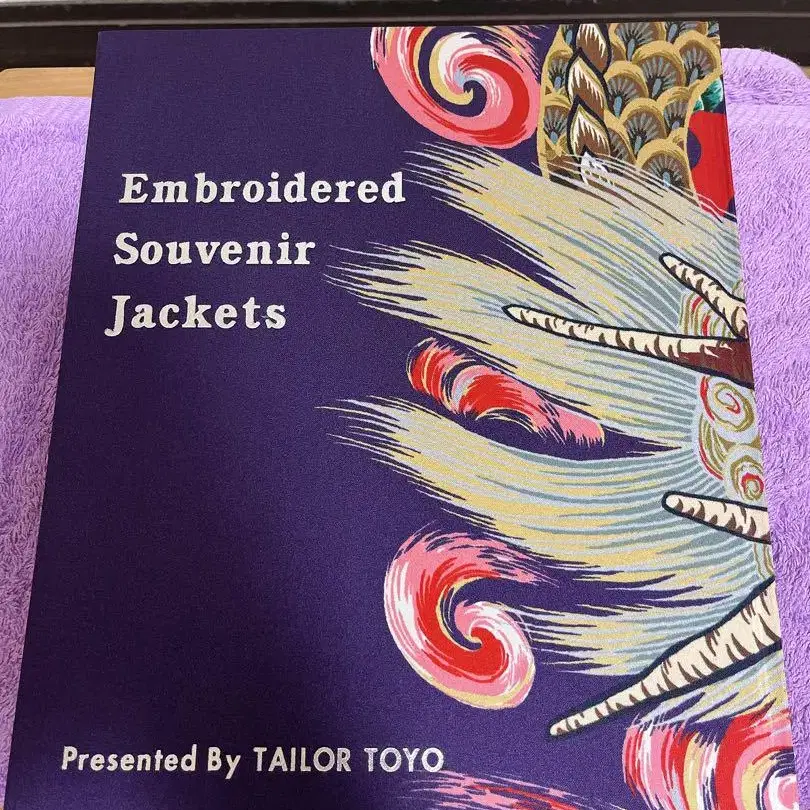 Embroidered
Souvenir
Jackets
Presented By TAILOR TOYO